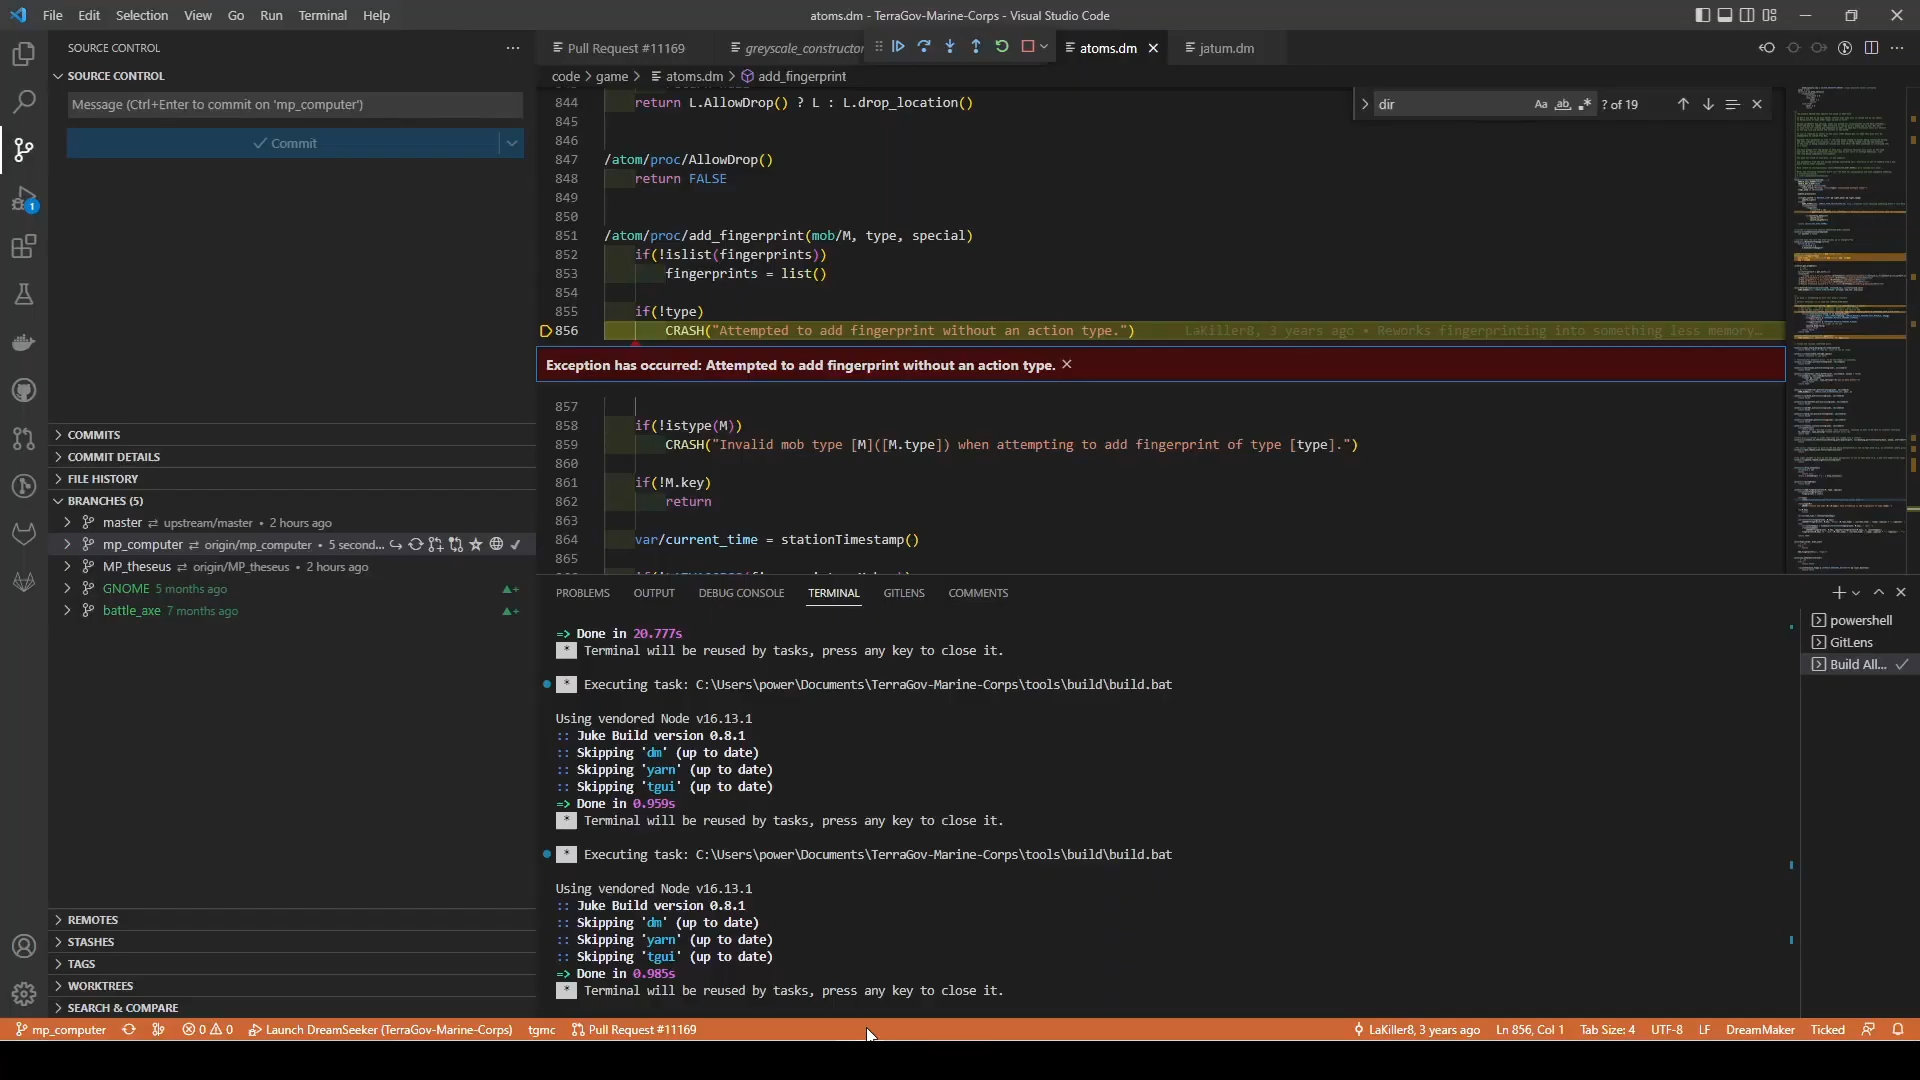 File Edit Selection View Go Run Terminal Help
atoms.dm - TerraGov-Marine-Corps - Visual Studio Code
SOURCE CONTROL
SOURCE CONTROL
Message (Ctrl+Enter to commit on 'mp_computer')
Commit
1
COMMITS
COMMIT DETAILS
FILE HISTORY
BRANCHES (5)
master upstream/master • 2 hours ago
mp_computer origin/mp_computer • 5 second...
MP_theseus origin/MP_theseus • 2 hours ago
GNOME 5 months ago
battle_axe 7 months ago
REMOTES
STASHES
TAGS
WORKTREES
SEARCH & COMPARE
Pull Request #11169
greyscale_constructor
atoms.dm
jatum.dm
code > game > atoms.dm > add_fingerprint
dir
Aa ab ? of 19
844 return L.AllowDrop() ? L : L.drop_location()
845
846
847 /atom/proc/AllowDrop()
848 return FALSE
849
850
851 /atom/proc/add_fingerprint(mob/M, type, special)
852 if(!islist(fingerprints))
853 fingerprints = list()
854
855 if(!type)
856 CRASH("Attempted to add fingerprint without an action type.") LaKiller8, 3 years ago • Reworks fingerprinting into something less memory…
Exception has occurred: Attempted to add fingerprint without an action type.
857
858 if(!istype(M))
859 CRASH("Invalid mob type [M]([M.type]) when attempting to add fingerprint of type [type].")
860
861 if(!M.key)
862 return
863
864 var/current_time = stationTimestamp()
865
PROBLEMS OUTPUT DEBUG CONSOLE TERMINAL GITLENS COMMENTS
=> Done in 20.777s
* Terminal will be reused by tasks, press any key to close it.
* Executing task: C:\Users\power\Documents\TerraGov-Marine-Corps\tools\build\build.bat
Using vendored Node v16.13.1
:: Juke Build version 0.8.1
:: Skipping 'dm' (up to date)
:: Skipping 'yarn' (up to date)
:: Skipping 'tgui' (up to date)
=> Done in 0.959s
* Terminal will be reused by tasks, press any key to close it.
* Executing task: C:\Users\power\Documents\TerraGov-Marine-Corps\tools\build\build.bat
Using vendored Node v16.13.1
:: Juke Build version 0.8.1
:: Skipping 'dm' (up to date)
:: Skipping 'yarn' (up to date)
:: Skipping 'tgui' (up to date)
=> Done in 0.985s
* Terminal will be reused by tasks, press any key to close it.
powershell
GitLens
Build All...
mp_computer 0 0 Launch DreamSeeker (TerraGov-Marine-Corps) tgmc Pull Request #11169
LaKiller8, 3 years ago Ln 856, Col 1 Tab Size: 4 UTF-8 LF DreamMaker Ticked